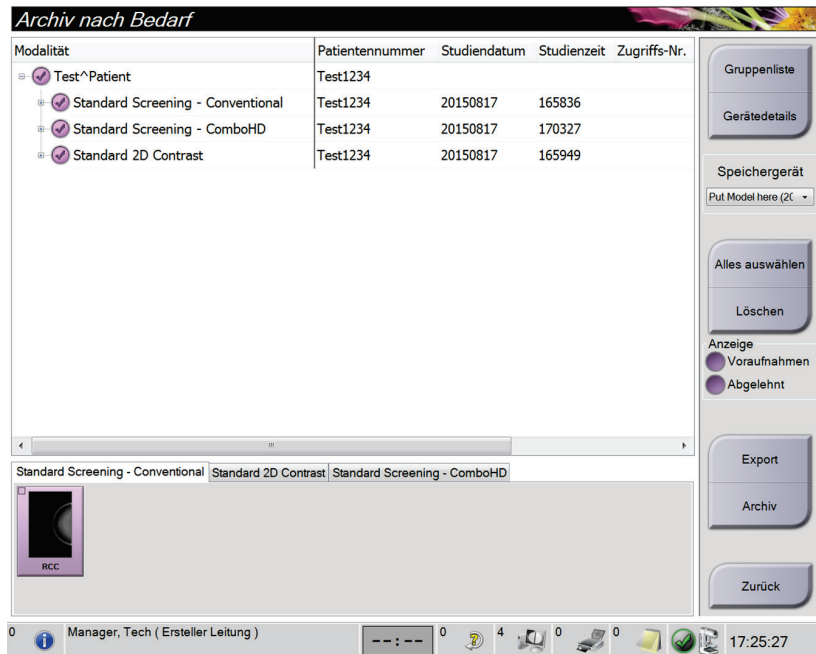 Archiv nach Bedarf
Modalität Patientennummer Studiendatum Studienzeit Zugriffs-Nr.
Test^Patient Test1234
Standard Screening - Conventional Test1234 20150817 165836
Standard Screening - ComboHD Test1234 20150817 170327
Standard 2D Contrast Test1234 20150817 165949
Gruppenliste
Gerätedetails
Speichergerät
Put Model here (20
Alles auswählen
Löschen
Anzeige
Voraufnahmen
Abgelehnt
Export
Archiv
Zurück
Standard Screening - Conventional Standard 2D Contrast Standard Screening - ComboHD
RCC
0 Manager, Tech ( Ersteller Leitung ) --:-- 0 4 0 0 17:25:27